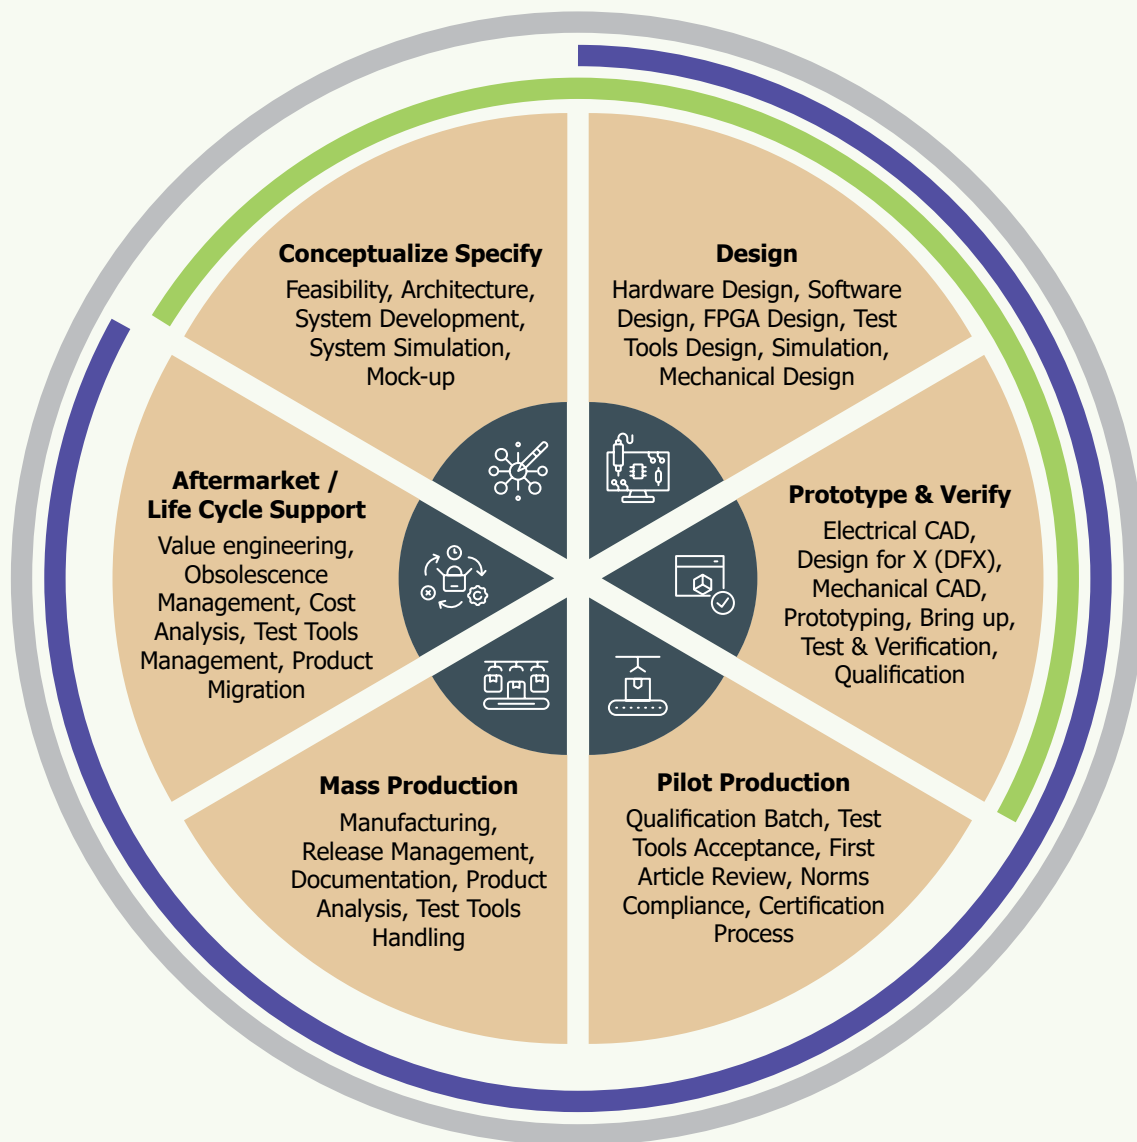 Conceptualize Specify
Feasibility, Architecture,
System Development,
System Simulation,
Mock-up
Design
Hardware Design, Software
Design, FPGA Design, Test
Tools Design, Simulation,
Mechanical Design
Prototype & Verify
Electrical CAD,
Design for X (DFX),
Mechanical CAD,
Prototyping, Bring up,
Test & Verification,
Qualification
Pilot Production
Qualification Batch, Test
Tools Acceptance, First
Article Review, Norms
Compliance, Certification
Process
Mass Production
Manufacturing,
Release Management,
Documentation, Product
Analysis, Test Tools
Handling
Aftermarket /
Life Cycle Support
Value engineering,
Obsolescence
Management, Cost
Analysis, Test Tools
Management, Product
Migration